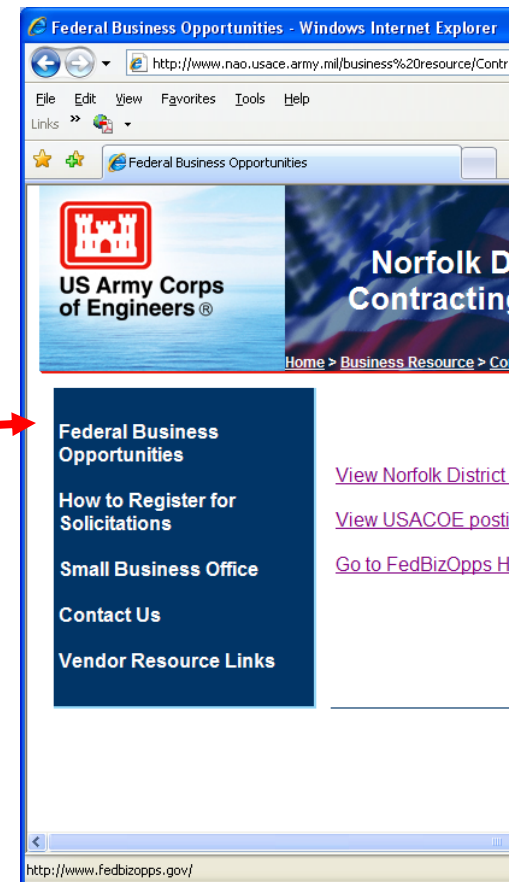 Federal Business Opportunities - Windows Internet Explorer
http://www.nao.usace.army.mil/business%20resource/Contr
File Edit View Favorites Tools Help
Links »
Federal Business Opportunities
US Army Corps
of Engineers ®
Norfolk D
Contracting
Home > Business Resource > Co
Federal Business
Opportunities
How to Register for
Solicitations
Small Business Office
Contact Us
Vendor Resource Links
View Norfolk District
View USACOE posti
Go to FedBizOpps H
http://www.fedbizopps.gov/